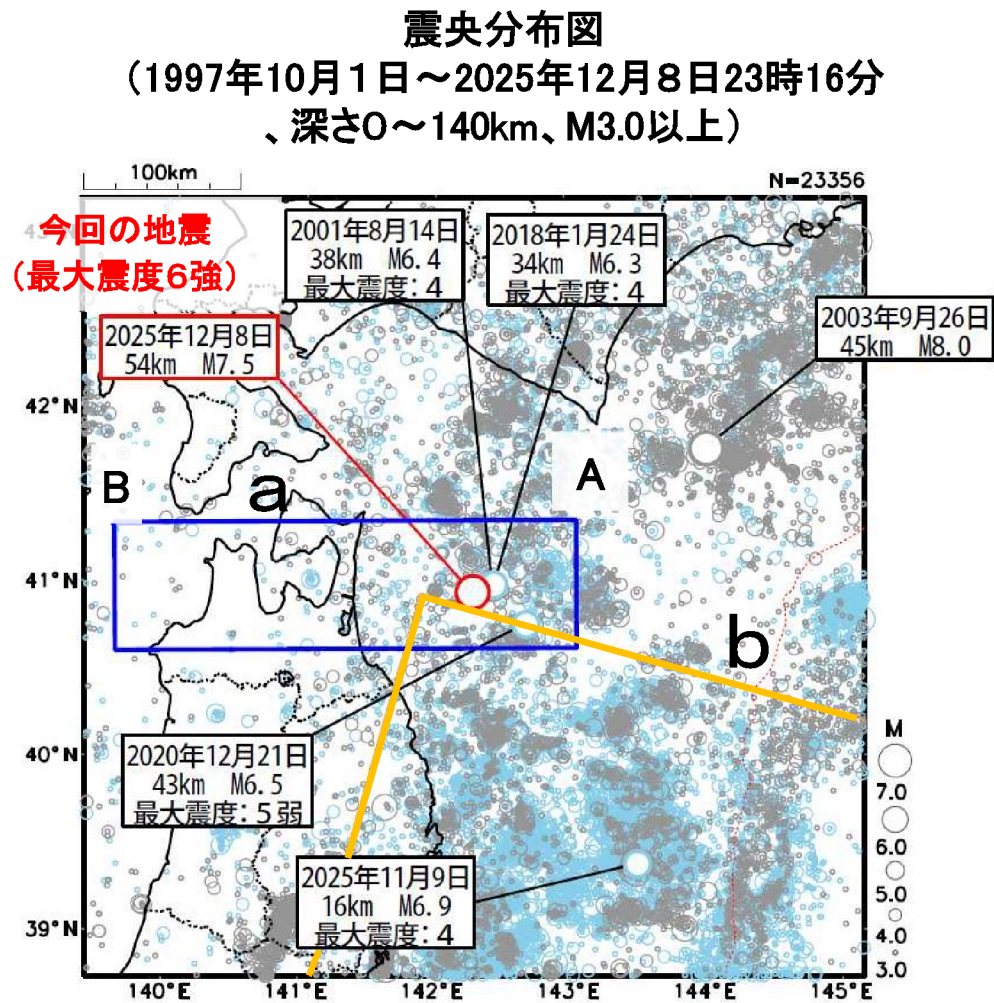 震央分布図
（1997年10月１日～2025年12月８日23時16分
、深さ０～140km、M3.0以上）
100km
N=23356
今回の地震
（最大震度６強）
2001年8月14日
38km M6.4
最大震度：４
2018年1月24日
34km M6.3
最大震度：４
2003年9月26日
45km M8.0
2025年12月8日
54km M7.5
42°N
B
a
A
41°N
b
2020年12月21日
43km M6.5
最大震度：５弱
40°N
2025年11月9日
16km M6.9
最大震度：４
39°N
M
7.0
6.0
5.0
4.0
3.0
140°E
141°E
142°E
143°E
144°E
145°E